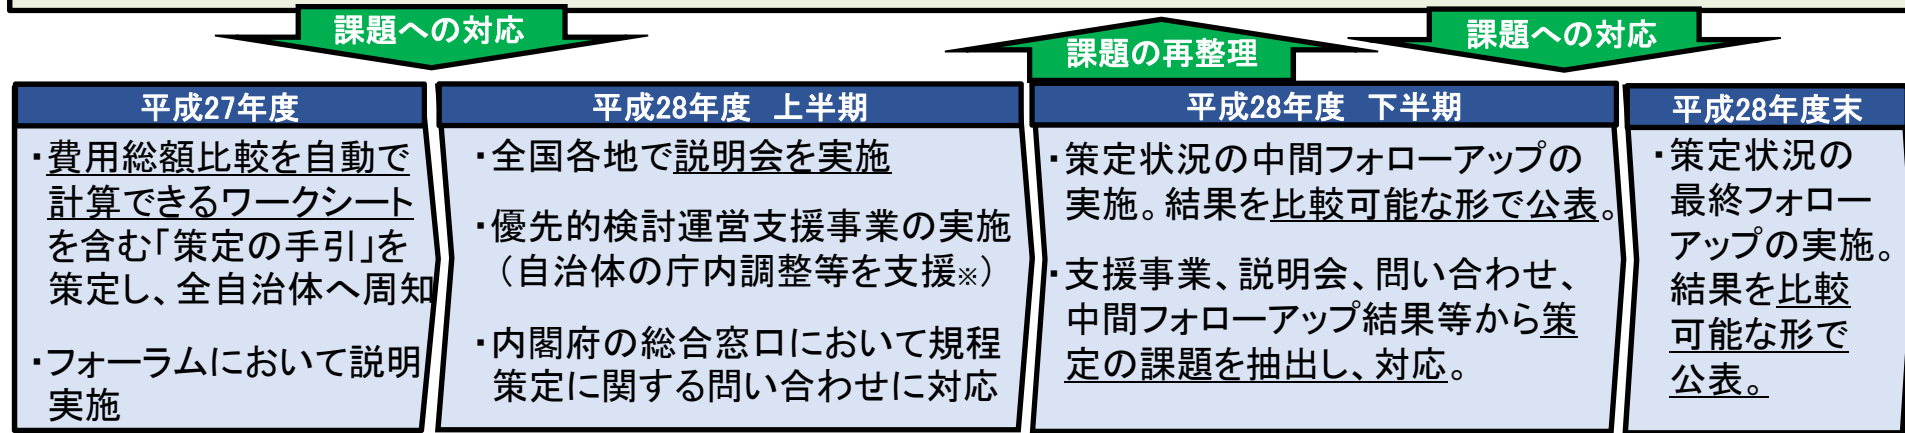 課題への対応
課題の再整理
課題への対応
平成27年度
・費用総額比較を自動で
計算できるワークシート
を含む「策定の手引」を
策定し、全自治体へ周知
・フォーラムにおいて説明
実施
平成28年度 上半期
・全国各地で説明会を実施
・優先的検討運営支援事業の実施
（自治体の庁内調整等を支援※）
・内閣府の総合窓口において規程
策定に関する問い合わせに対応
平成28年度 下半期
・策定状況の中間フォローアップの
実施。結果を比較可能な形で公表。
・支援事業、説明会、問い合わせ、
中間フォローアップ結果等から策
定の課題を抽出し、対応。
平成28年度末
・策定状況の
最終フォロー
アップの実施。
結果を比較
可能な形で
公表。